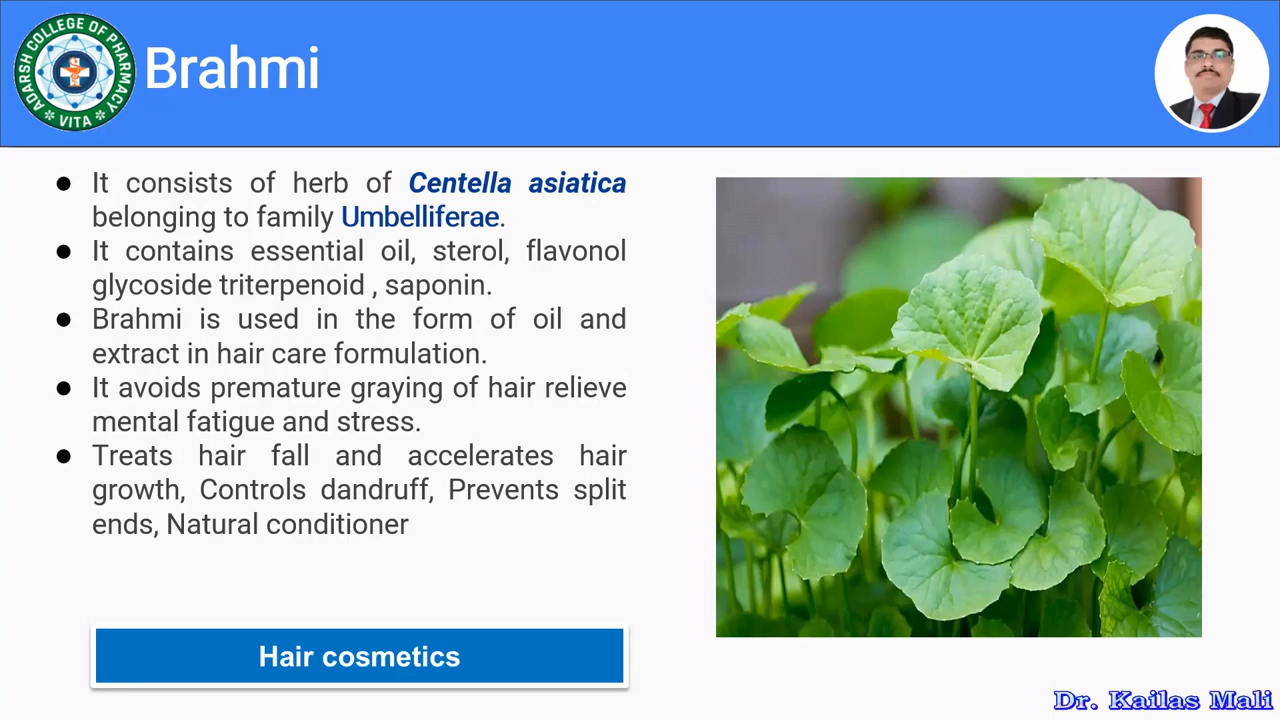 ADARSH COLLEGE OF PHARMACY
VITA
Brahmi
● It consists of herb of Centella asiatica
belonging to family Umbelliferae.
● It contains essential oil, sterol, flavonol
glycoside triterpenoid , saponin.
● Brahmi is used in the form of oil and
extract in hair care formulation.
● It avoids premature graying of hair relieve
mental fatigue and stress.
● Treats hair fall and accelerates hair
growth, Controls dandruff, Prevents split
ends, Natural conditioner
Hair cosmetics
Dr. Kailas Mali